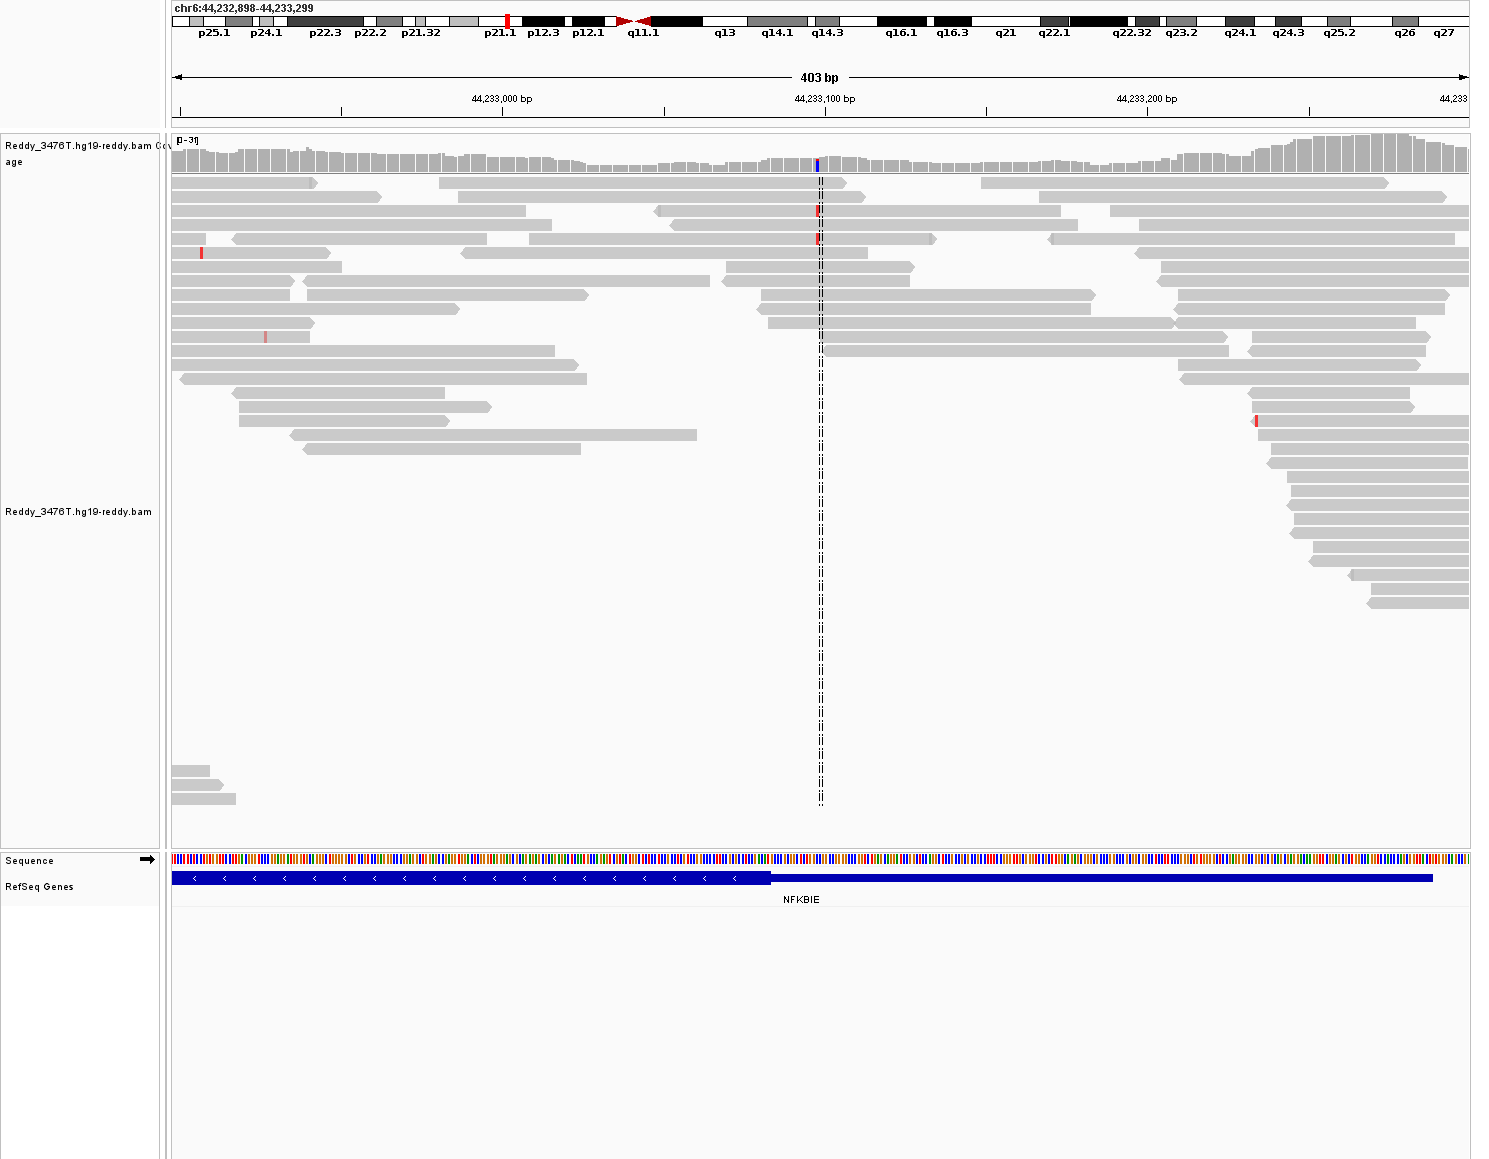 chr6:44,232,898-44,233,299
p25.1 p24.1 p22.3 p22.2 p21.32 p21.1 p12.3 p12.1 q11.1 q13 q14.1 q14.3 q16.1 q16.3 q21 q22.1 q22.32 q23.2 q24.1 q24.3 q25.2 q26 q27
403 bp
44,233,000 bp 44,233,100 bp 44,233,200 bp 44,233
[0-31]
Reddy_3476T.hg19-reddy.bam Cov
age
Reddy_3476T.hg19-reddy.bam
Sequence
RefSeq Genes
NFKBIE